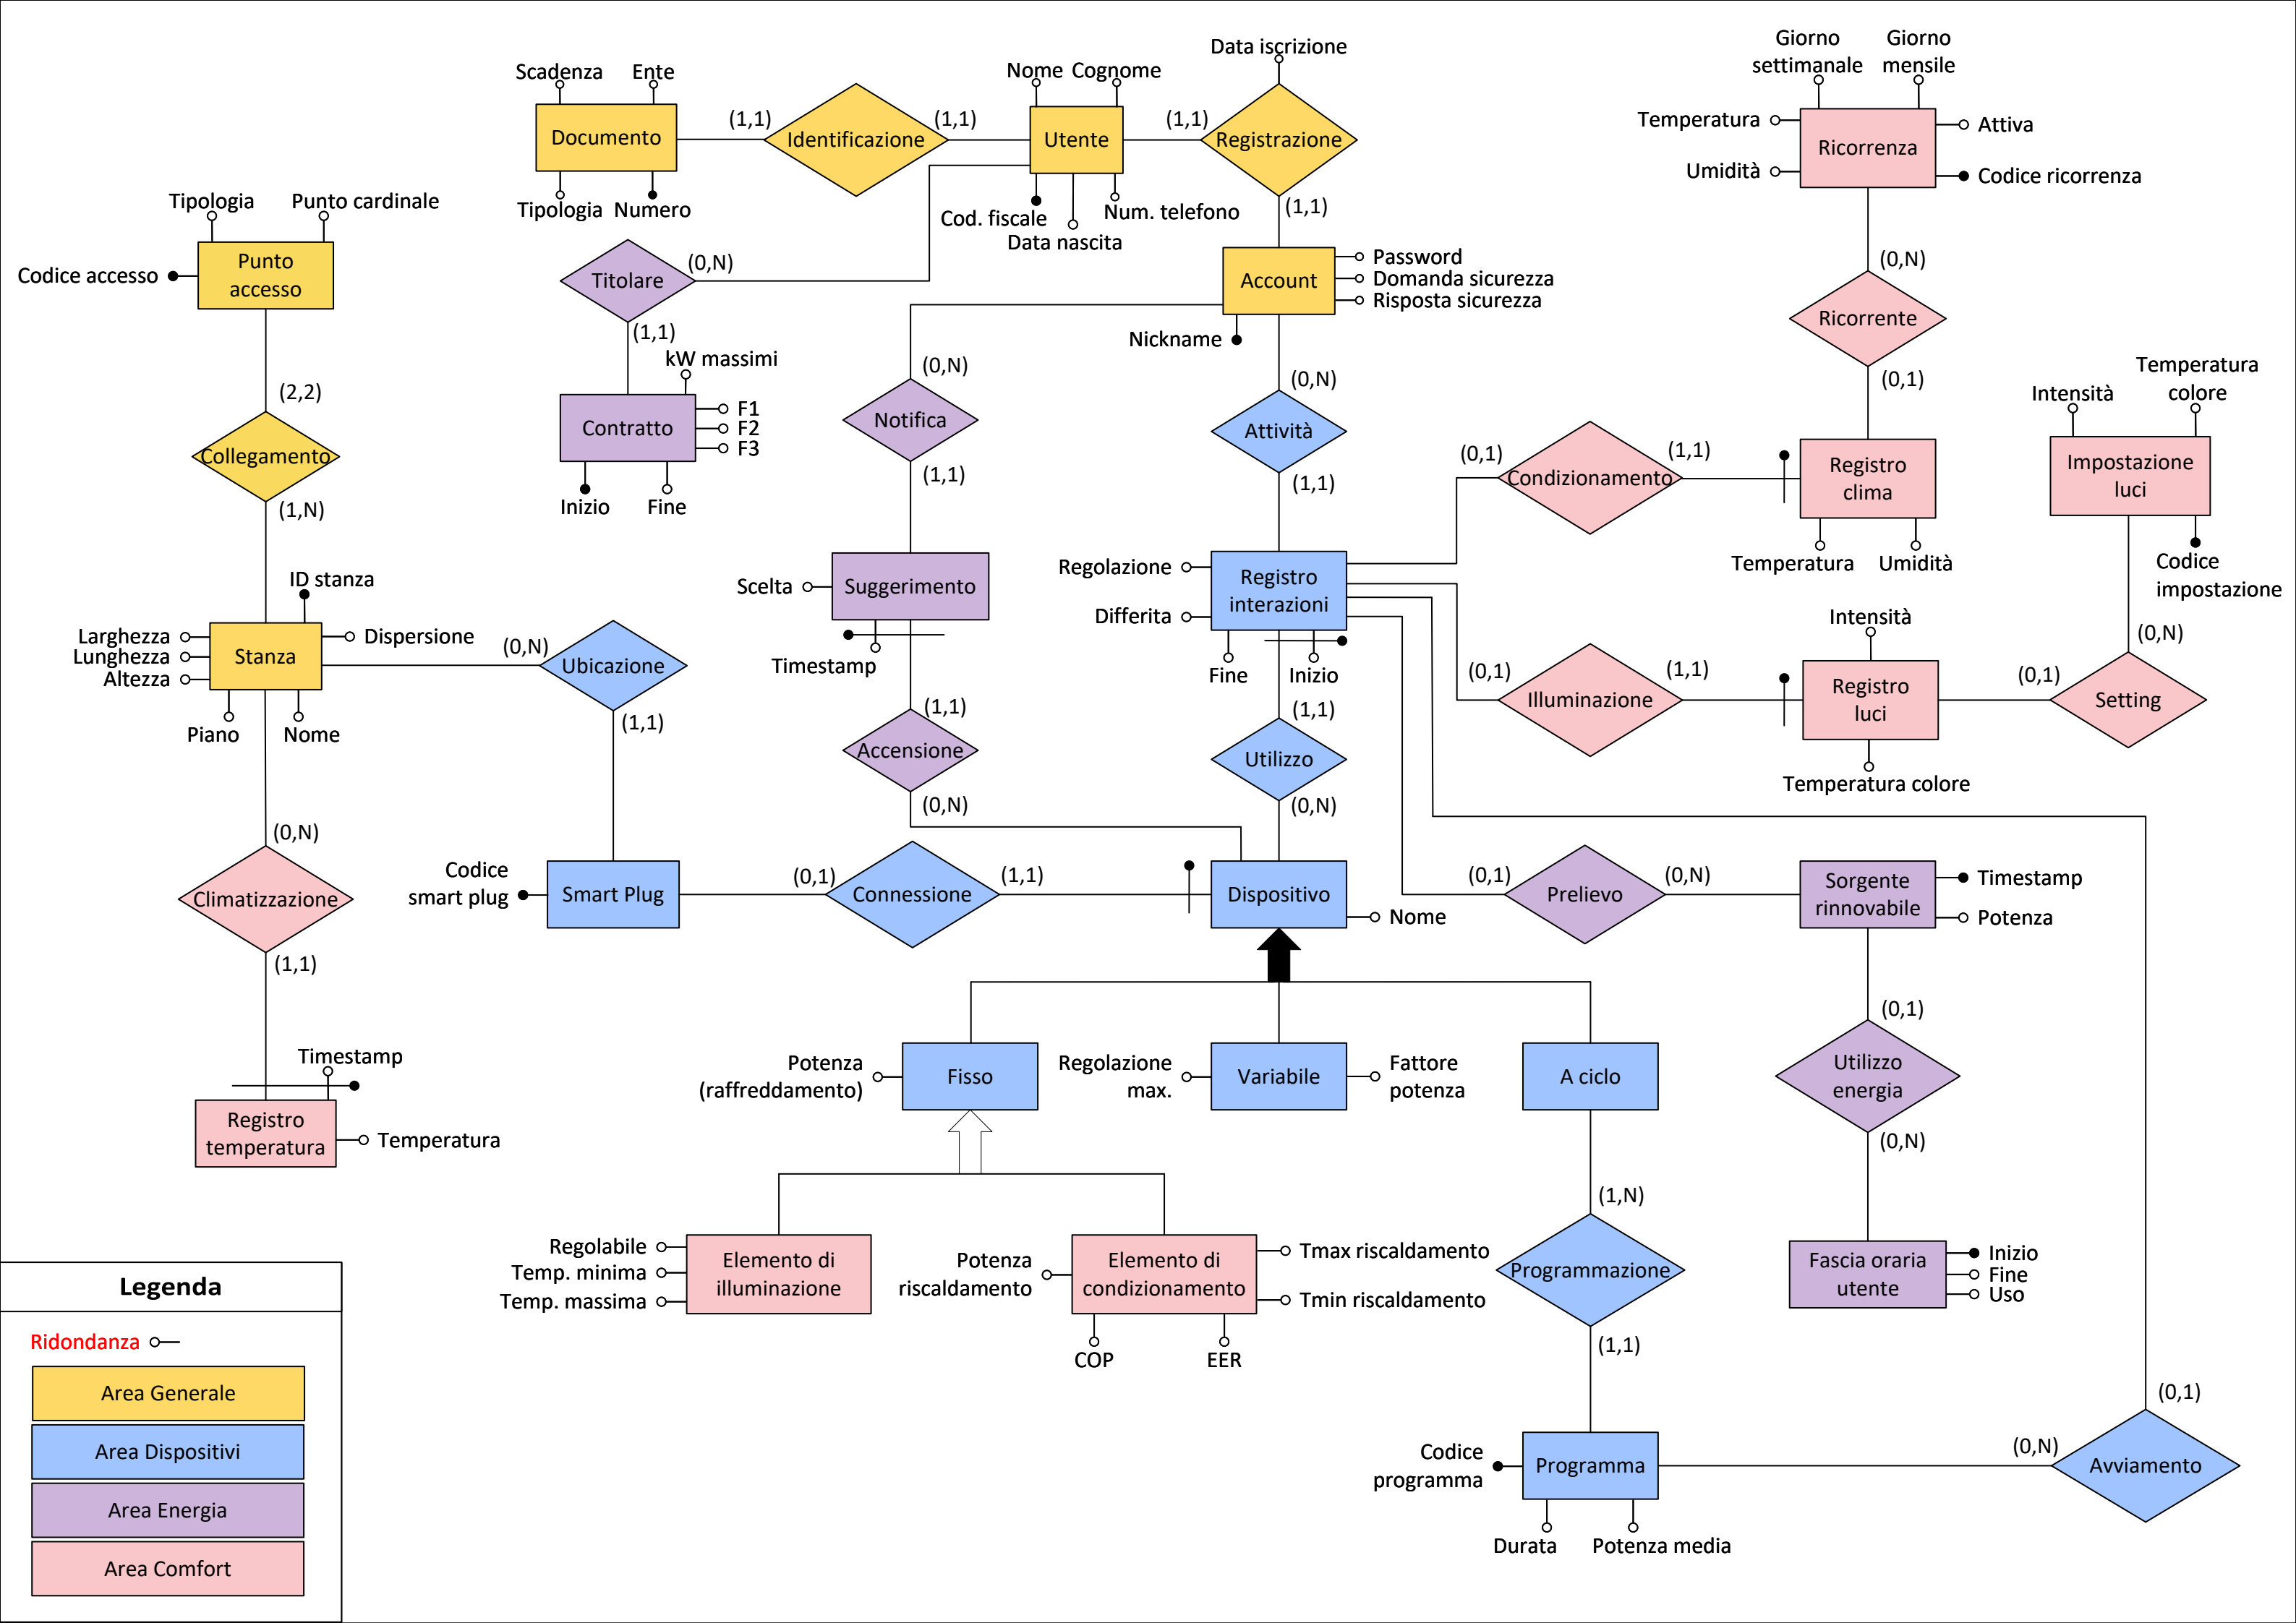 Data iscrizione
Giorno
settimanale
Giorno
mensile
Scadenza
Ente
Nome
Cognome
Documento
(1,1)
Identificazione
(1,1)
Utente
(1,1)
Registrazione
Temperatura
Ricorrenza
Attiva
Umidità
Codice ricorrenza
Tipologia
Numero
Cod. fiscale
Num. telefono
Data nascita
(1,1)
Tipologia
Punto cardinale
Codice accesso
Punto
accesso
Titolare
(0,N)
Account
Password
Domanda sicurezza
Risposta sicurezza
Nickname
(0,N)
Ricorrente
(0,1)
(1,1)
kW massimi
Contratto
F1
F2
F3
Inizio
Fine
(0,N)
Notifica
(1,1)
(0,N)
Attività
(1,1)
(2,2)
Collegamento
(1,N)
(0,1)
Condizionamento
(1,1)
Registro
clima
Temperatura
Umidità
Intensità
Temperatura
colore
Impostazione
luci
Codice
impostazione
ID stanza
Larghezza
Lunghezza
Altezza
Stanza
Dispersione
Piano
Nome
(0,N)
Ubicazione
(1,1)
Scelta
Suggerimento
Timestamp
Regolazione
Differita
Registro
interazioni
Fine
Inizio
(0,1)
Illuminazione
(1,1)
Intensità
Registro
luci
Temperatura colore
(0,1)
(0,N)
Setting
(1,1)
Accensione
(0,N)
(1,1)
Utilizzo
(0,N)
(0,N)
Climatizzazione
(1,1)
Codice
smart plug
Smart Plug
(0,1)
Connessione
(1,1)
Dispositivo
Nome
(0,1)
Prelievo
(0,N)
Sorgente
rinnovabile
Timestamp
Potenza
(0,1)
Utilizzo
energia
(0,N)
Timestamp
Registro
temperatura
Temperatura
Potenza
(raffreddamento)
Fisso
Regolazione
max.
Variabile
Fattore
potenza
A ciclo
(1,N)
Programmazione
(1,1)
Regolabile
Temp. minima
Temp. massima
Elemento di
illuminazione
Potenza
riscaldamento
Elemento di
condizionamento
Tmax riscaldamento
Tmin riscaldamento
COP
EER
Fascia oraria
utente
Inizio
Fine
Uso
Codice
programma
Programma
Durata
Potenza media
(0,N)
Avviamento
(0,1)
Legenda
Ridondanza
Area Generale
Area Dispositivi
Area Energia
Area Comfort